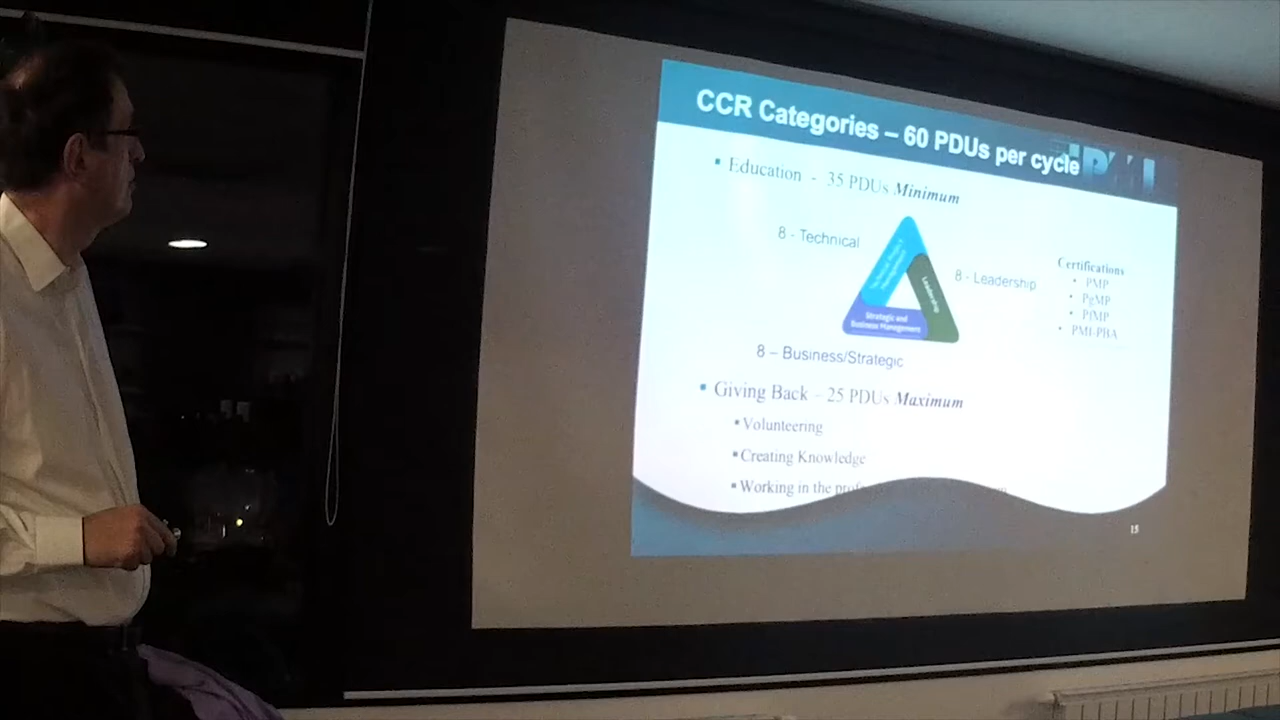 CCR Categories – 60 PDUs per cycle
PMI
▪ Education - 35 PDUs Minimum
8 - Technical
8 - Leadership
Leadership
Strategic and
Business Management
Certifications
• PMP
• PgMP
• PfMP
• PMI-PBA
8 – Business/Strategic
▪ Giving Back – 25 PDUs Maximum
▪ Volunteering
▪ Creating Knowledge
▪ Working in the
15